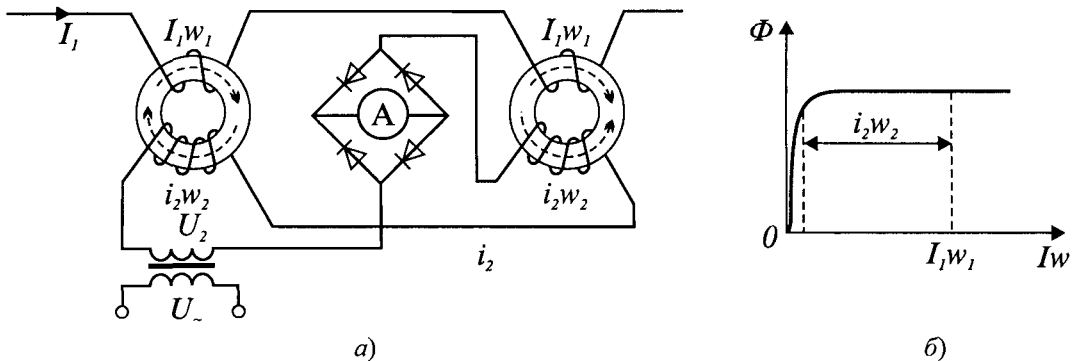 I₁
I₁w₁
A
I₁w₁
i₂w₂
i₂w₂
U₂
i₂
U~
а)
Φ
i₂w₂
0
I₁w₁
Iw
б)